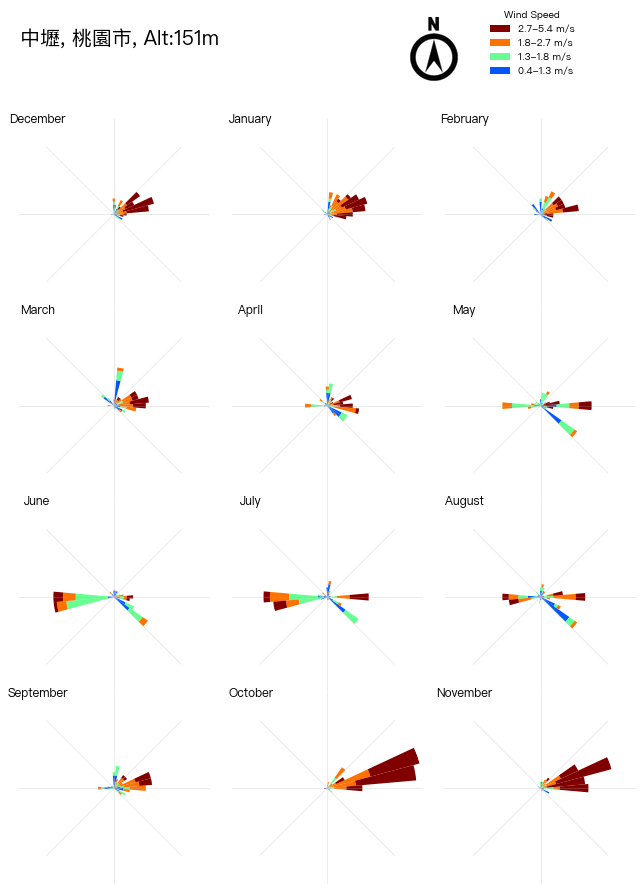 中壢, 桃園市, Alt:151m
N
Wind Speed
2.7–5.4 m/s
1.8–2.7 m/s
1.3–1.8 m/s
0.4–1.3 m/s
December
January
February
March
April
May
June
July
August
September
October
November